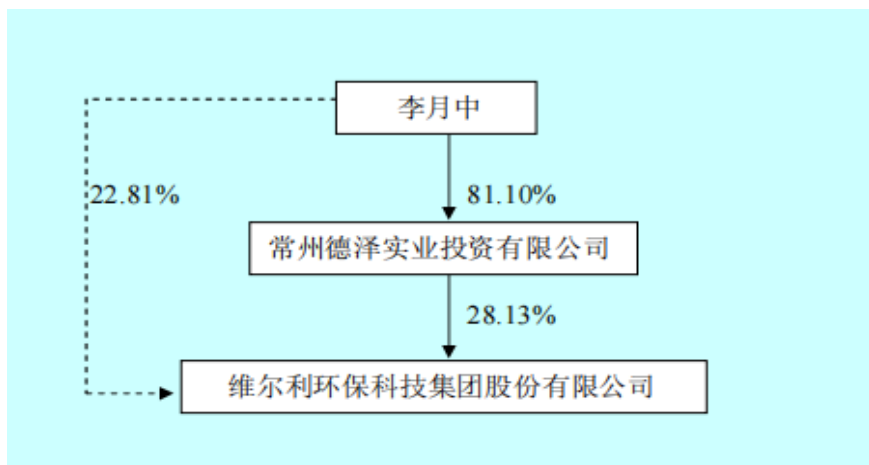 李月中
22.81%
81.10%
常州德泽实业投资有限公司
28.13%
维尔利环保科技集团股份有限公司